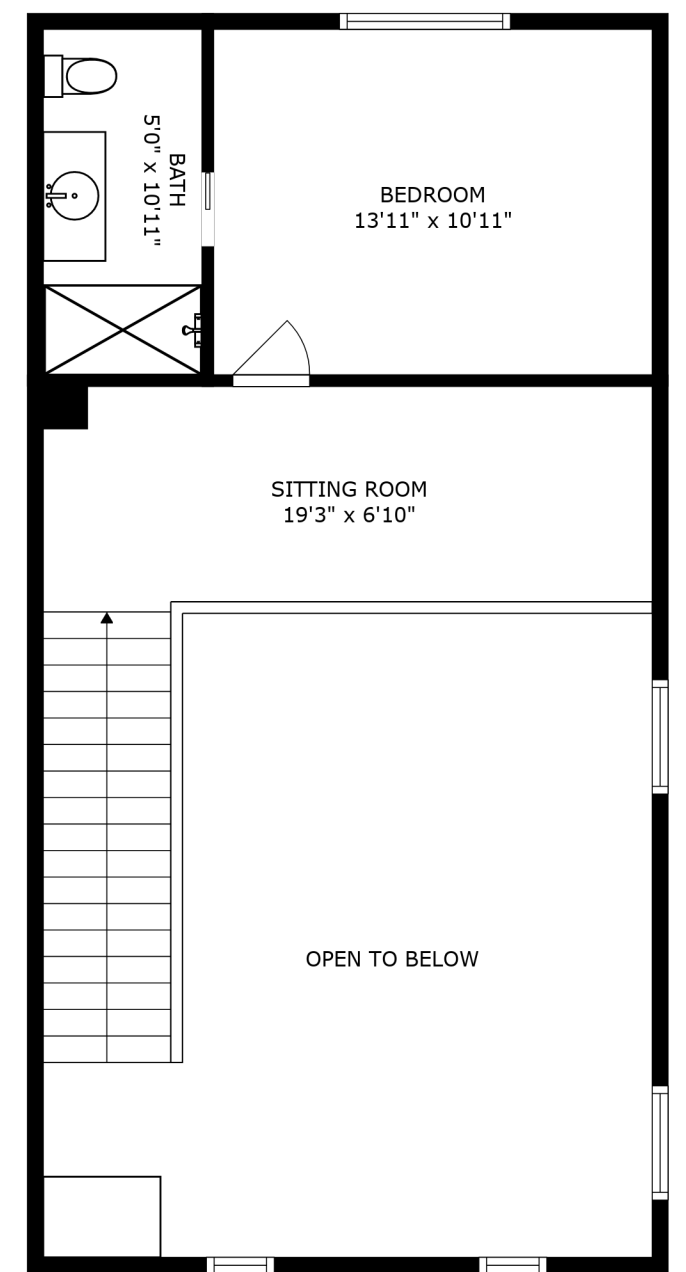 BATH
5'0" x 10'11"
BEDROOM
13'11" x 10'11"
SITTING ROOM
19'3" x 6'10"
OPEN TO BELOW